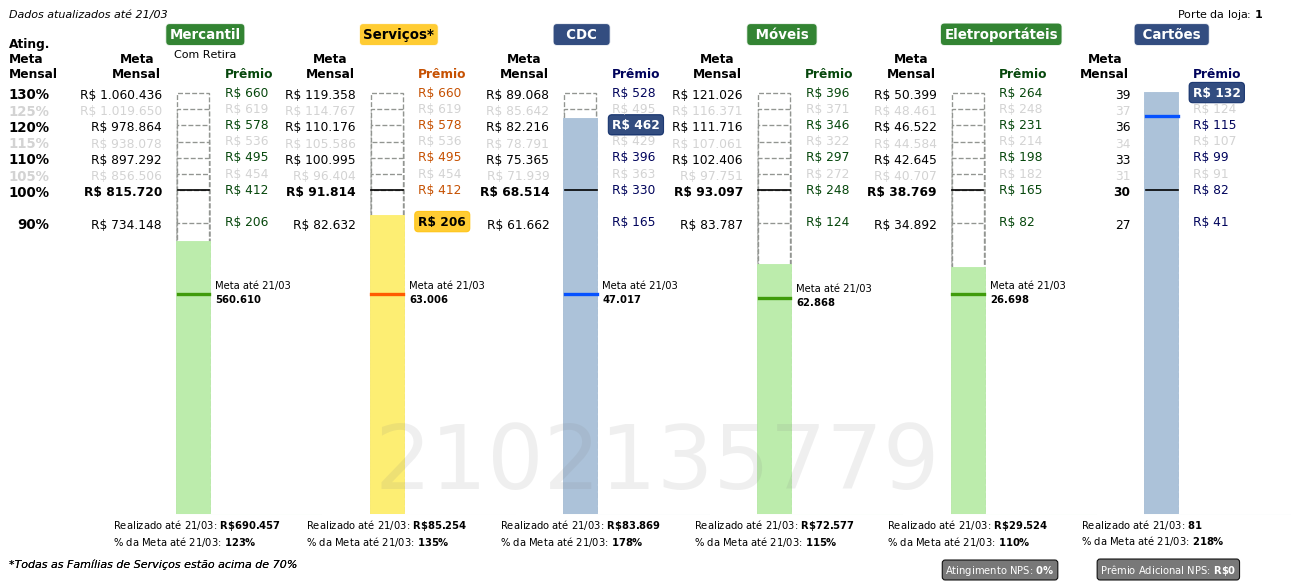 Dados atualizados até 21/03
Porte da loja: 1
Mercantil Serviços* CDC Móveis Eletroportáteis Cartões
Com Retira
Ating. Meta Mensal
Meta Mensal Prêmio Meta Mensal Prêmio Meta Mensal Prêmio Meta Mensal Prêmio Meta Mensal Prêmio Meta Mensal Prêmio
130% R$ 1.060.436 R$ 660 R$ 119.358 R$ 660 R$ 89.068 R$ 528 R$ 121.026 R$ 396 R$ 50.399 R$ 264 39 R$ 132
125% R$ 1.019.650 R$ 619 R$ 114.767 R$ 619 R$ 85.642 R$ 495 R$ 116.371 R$ 371 R$ 48.461 R$ 248 37 R$ 124
120% R$ 978.864 R$ 578 R$ 110.176 R$ 578 R$ 82.216 R$ 462 R$ 111.716 R$ 346 R$ 46.522 R$ 231 36 R$ 115
115% R$ 938.078 R$ 536 R$ 105.586 R$ 536 R$ 78.791 R$ 429 R$ 107.061 R$ 322 R$ 44.584 R$ 214 34 R$ 107
110% R$ 897.292 R$ 495 R$ 100.995 R$ 495 R$ 75.365 R$ 396 R$ 102.406 R$ 297 R$ 42.645 R$ 198 33 R$ 99
105% R$ 856.506 R$ 454 R$ 96.404 R$ 454 R$ 71.939 R$ 363 R$ 97.751 R$ 272 R$ 40.707 R$ 182 31 R$ 91
100% R$ 815.720 R$ 412 R$ 91.814 R$ 412 R$ 68.514 R$ 330 R$ 93.097 R$ 248 R$ 38.769 R$ 165 30 R$ 82
90% R$ 734.148 R$ 206 R$ 82.632 R$ 206 R$ 61.662 R$ 165 R$ 83.787 R$ 124 R$ 34.892 R$ 82 27 R$ 41
Meta até 21/03 Meta até 21/03 Meta até 21/03 Meta até 21/03 Meta até 21/03
560.610 63.006 47.017 62.868 26.698
2102135779
Realizado até 21/03: R$690.457 Realizado até 21/03: R$85.254 Realizado até 21/03: R$83.869 Realizado até 21/03: R$72.577 Realizado até 21/03: R$29.524 Realizado até 21/03: 81
% da Meta até 21/03: 123% % da Meta até 21/03: 135% % da Meta até 21/03: 178% % da Meta até 21/03: 115% % da Meta até 21/03: 110% % da Meta até 21/03: 218%
*Todas as Famílias de Serviços estão acima de 70%
Atingimento NPS: 0% Prêmio Adicional NPS: R$0